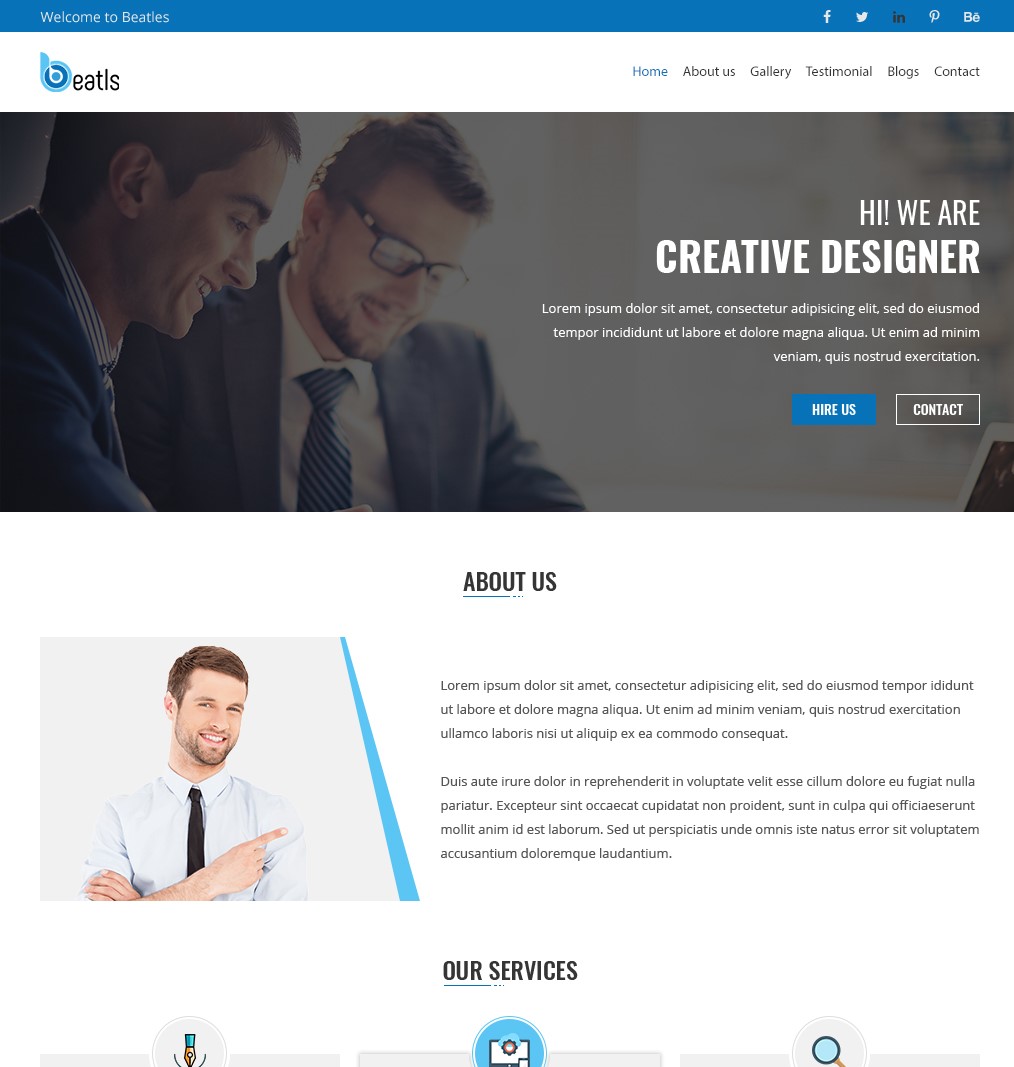 Welcome to Beatles
Bē
beatls
Home About us Gallery Testimonial Blogs Contact
HI! WE ARE
CREATIVE DESIGNER
Lorem ipsum dolor sit amet, consectetur adipisicing elit, sed do eiusmod
tempor incididunt ut labore et dolore magna aliqua. Ut enim ad minim
veniam, quis nostrud exercitation.
HIRE US CONTACT
ABOUT US
Lorem ipsum dolor sit amet, consectetur adipisicing elit, sed do eiusmod tempor ididunt
ut labore et dolore magna aliqua. Ut enim ad minim veniam, quis nostrud exercitation
ullamco laboris nisi ut aliquip ex ea commodo consequat.
Duis aute irure dolor in reprehenderit in voluptate velit esse cillum dolore eu fugiat nulla
pariatur. Excepteur sint occaecat cupidatat non proident, sunt in culpa qui officiaeserunt
mollit anim id est laborum. Sed ut perspiciatis unde omnis iste natus error sit voluptatem
accusantium doloremque laudantium.
OUR SERVICES